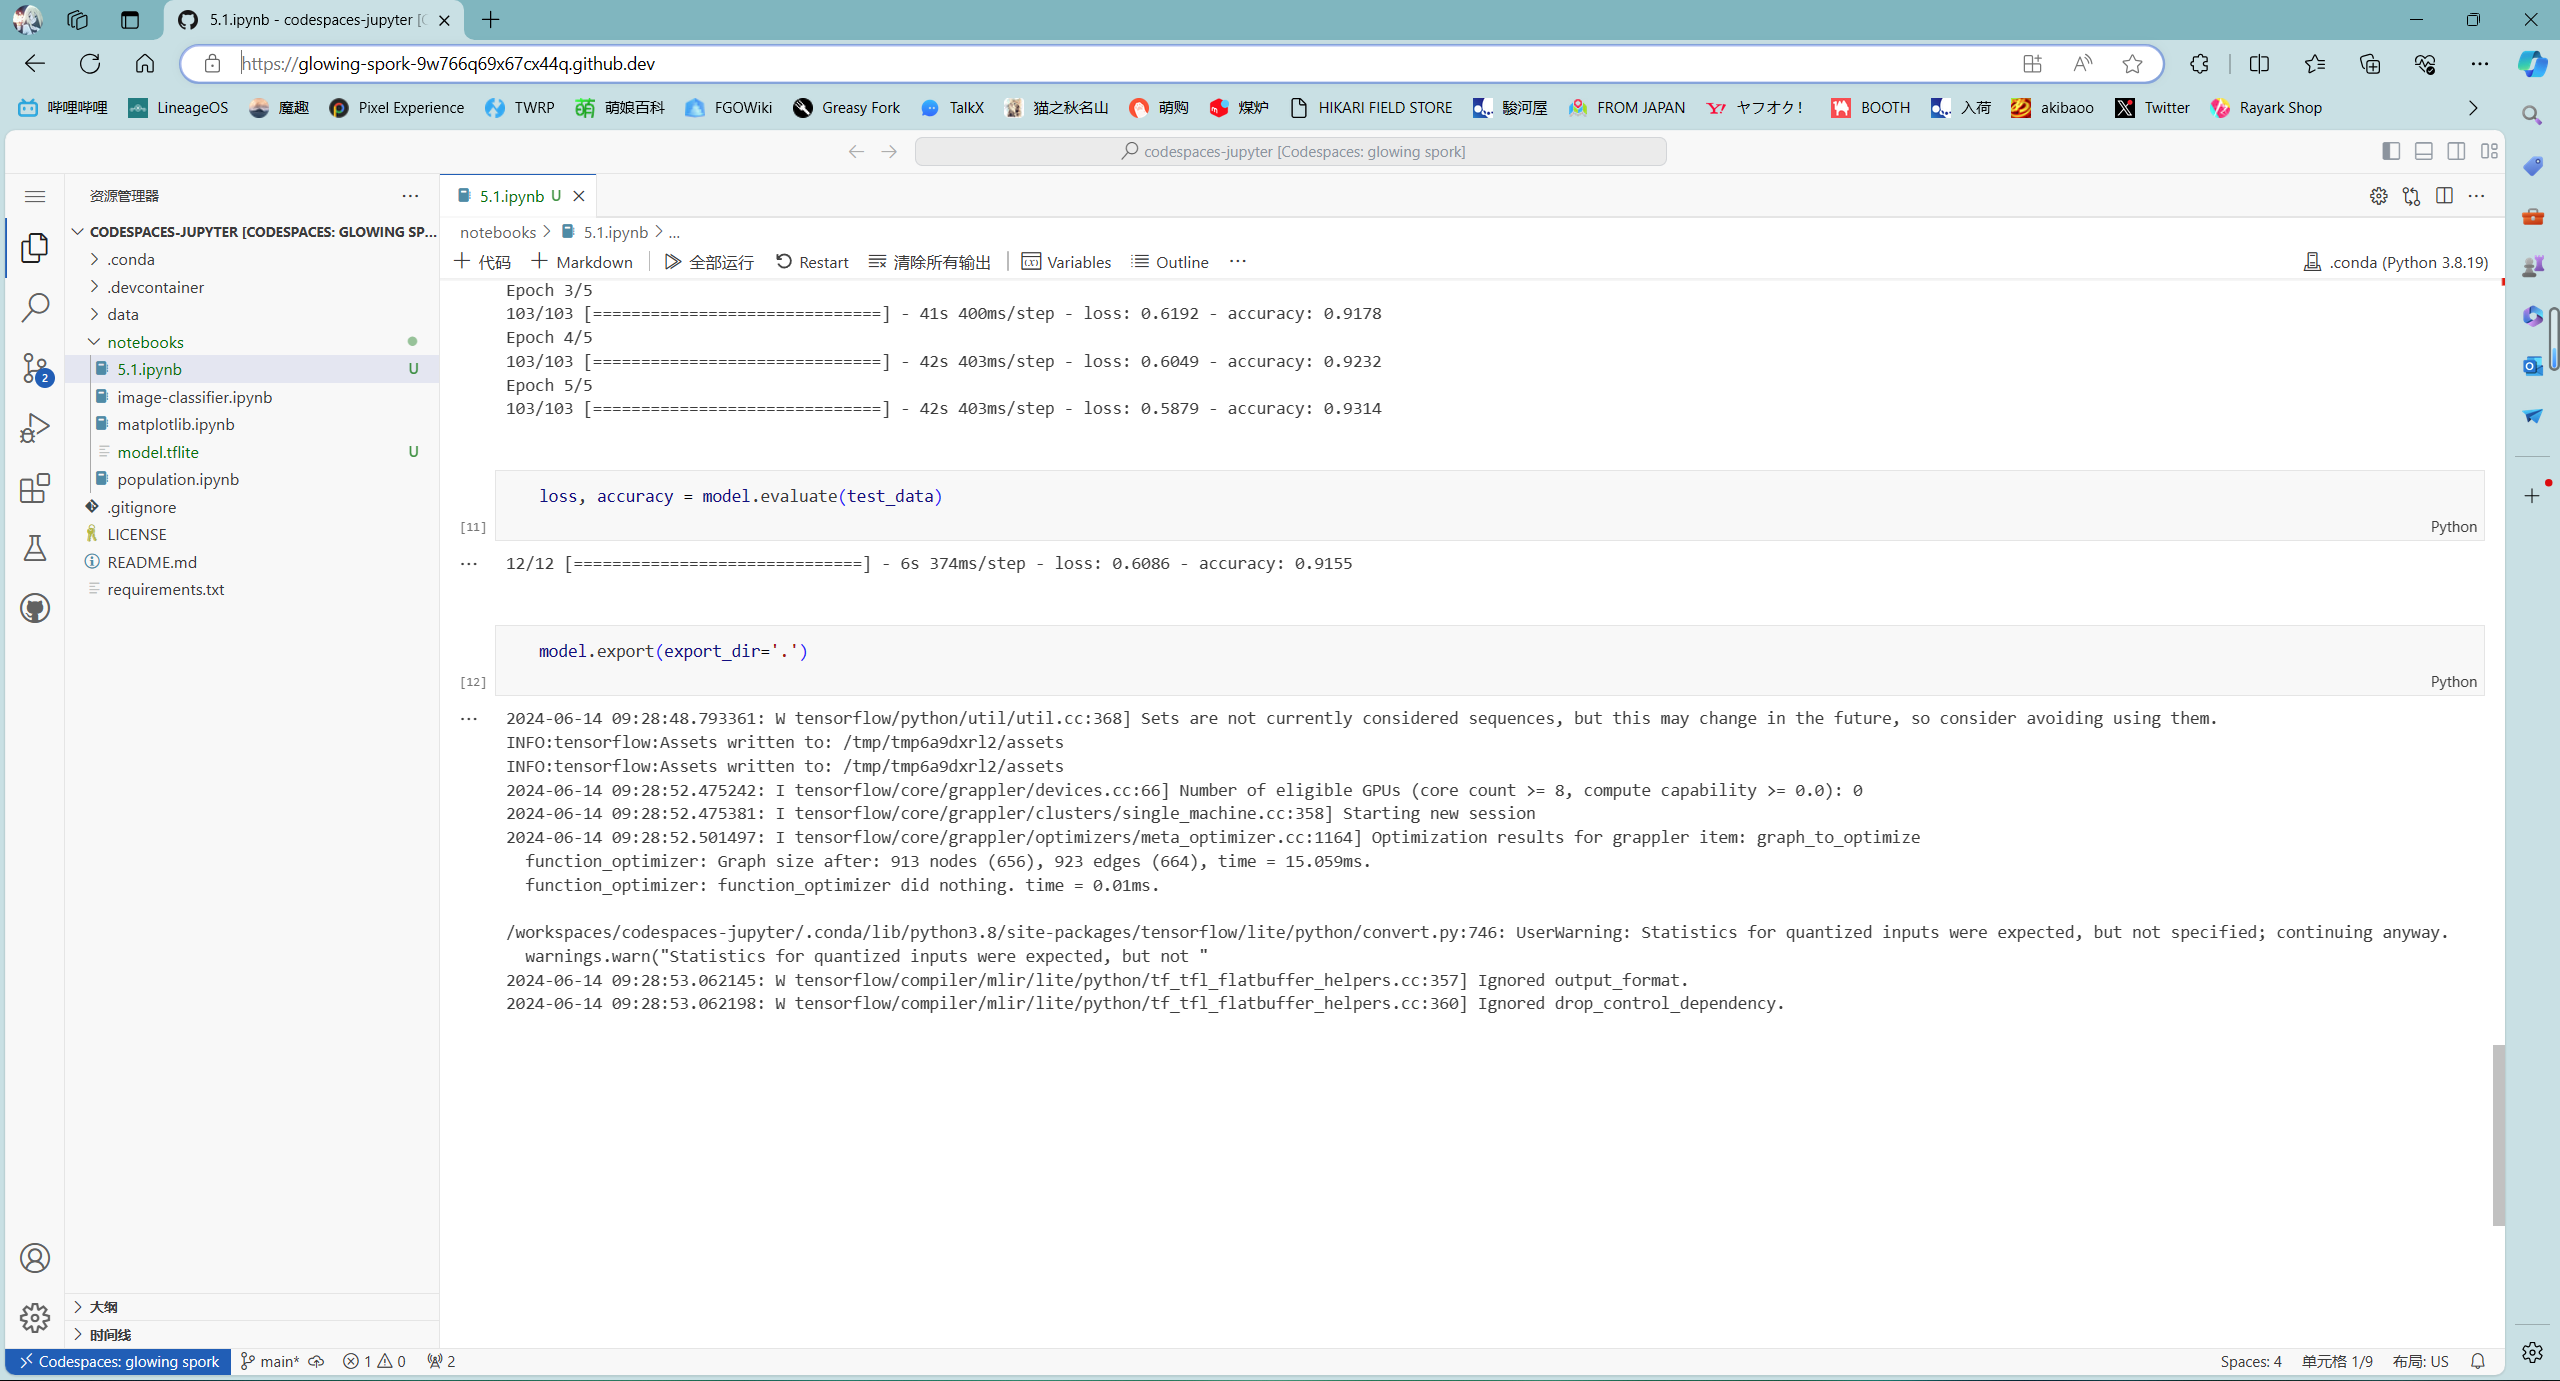 5.1.ipynb - codespaces-jupyter [C
https://glowing-spork-9w766q69x67cx44q.github.dev
哔哩哔哩 LineageOS 魔趣 Pixel Experience TWRP 萌娘百科 FGOWiki Greasy Fork TalkX 猫之秋名山 萌购 煤炉 HIKARI FIELD STORE 駿河屋 FROM JAPAN ヤフオク! BOOTH 入荷 akibaoo Twitter Rayark Shop
codespaces-jupyter [Codespaces: glowing spork]
资源管理器
CODESPACES-JUPYTER [CODESPACES: GLOWING SP...
.conda
.devcontainer
data
notebooks
5.1.ipynb U
image-classifier.ipynb
matplotlib.ipynb
model.tflite U
population.ipynb
.gitignore
LICENSE
README.md
requirements.txt
2
大纲
时间线
5.1.ipynb U
notebooks > 5.1.ipynb > ...
代码 Markdown 全部运行 Restart 清除所有输出 Variables Outline ... .conda (Python 3.8.19)
Epoch 3/5
103/103 [==============================] - 41s 400ms/step - loss: 0.6192 - accuracy: 0.9178
Epoch 4/5
103/103 [==============================] - 42s 403ms/step - loss: 0.6049 - accuracy: 0.9232
Epoch 5/5
103/103 [==============================] - 42s 403ms/step - loss: 0.5879 - accuracy: 0.9314
loss, accuracy = model.evaluate(test_data)
[11] Python
12/12 [==============================] - 6s 374ms/step - loss: 0.6086 - accuracy: 0.9155
model.export(export_dir='.')
[12] Python
2024-06-14 09:28:48.793361: W tensorflow/python/util/util.cc:368] Sets are not currently considered sequences, but this may change in the future, so consider avoiding using them.
INFO:tensorflow:Assets written to: /tmp/tmp6a9dxrl2/assets
INFO:tensorflow:Assets written to: /tmp/tmp6a9dxrl2/assets
2024-06-14 09:28:52.475242: I tensorflow/core/grappler/devices.cc:66] Number of eligible GPUs (core count >= 8, compute capability >= 0.0): 0
2024-06-14 09:28:52.475381: I tensorflow/core/grappler/clusters/single_machine.cc:358] Starting new session
2024-06-14 09:28:52.501497: I tensorflow/core/grappler/optimizers/meta_optimizer.cc:1164] Optimization results for grappler item: graph_to_optimize
function_optimizer: Graph size after: 913 nodes (656), 923 edges (664), time = 15.059ms.
function_optimizer: function_optimizer did nothing. time = 0.01ms.
/workspaces/codespaces-jupyter/.conda/lib/python3.8/site-packages/tensorflow/lite/python/convert.py:746: UserWarning: Statistics for quantized inputs were expected, but not specified; continuing anyway.
warnings.warn("Statistics for quantized inputs were expected, but not "
2024-06-14 09:28:53.062145: W tensorflow/compiler/mlir/lite/python/tf_tfl_flatbuffer_helpers.cc:357] Ignored output_format.
2024-06-14 09:28:53.062198: W tensorflow/compiler/mlir/lite/python/tf_tfl_flatbuffer_helpers.cc:360] Ignored drop_control_dependency.
Codespaces: glowing spork main* 1 0 2 Spaces: 4 单元格 1/9 布局: US